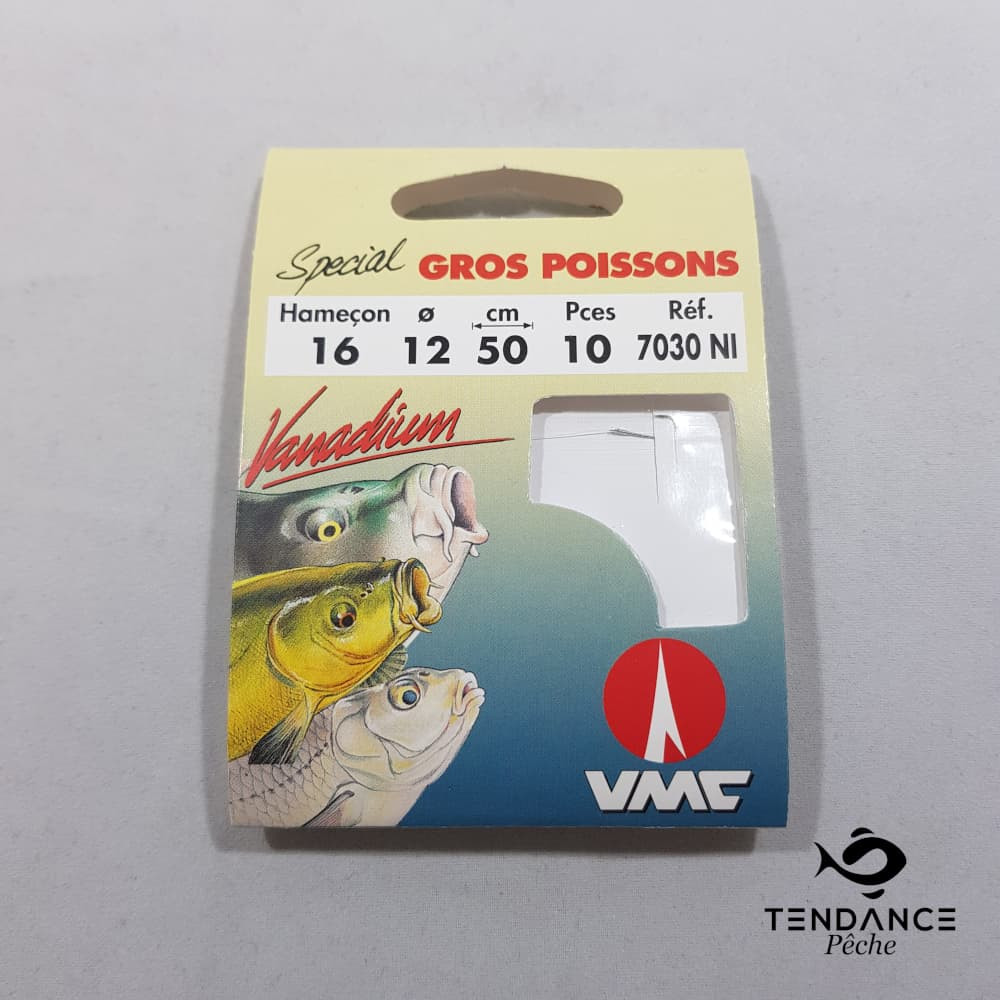 Special GROS POISSONS
Hameçon ø cm Pces Réf.
16 12 50 10 7030 NI
Vanadium
VMC
TENDANCE
Pêche